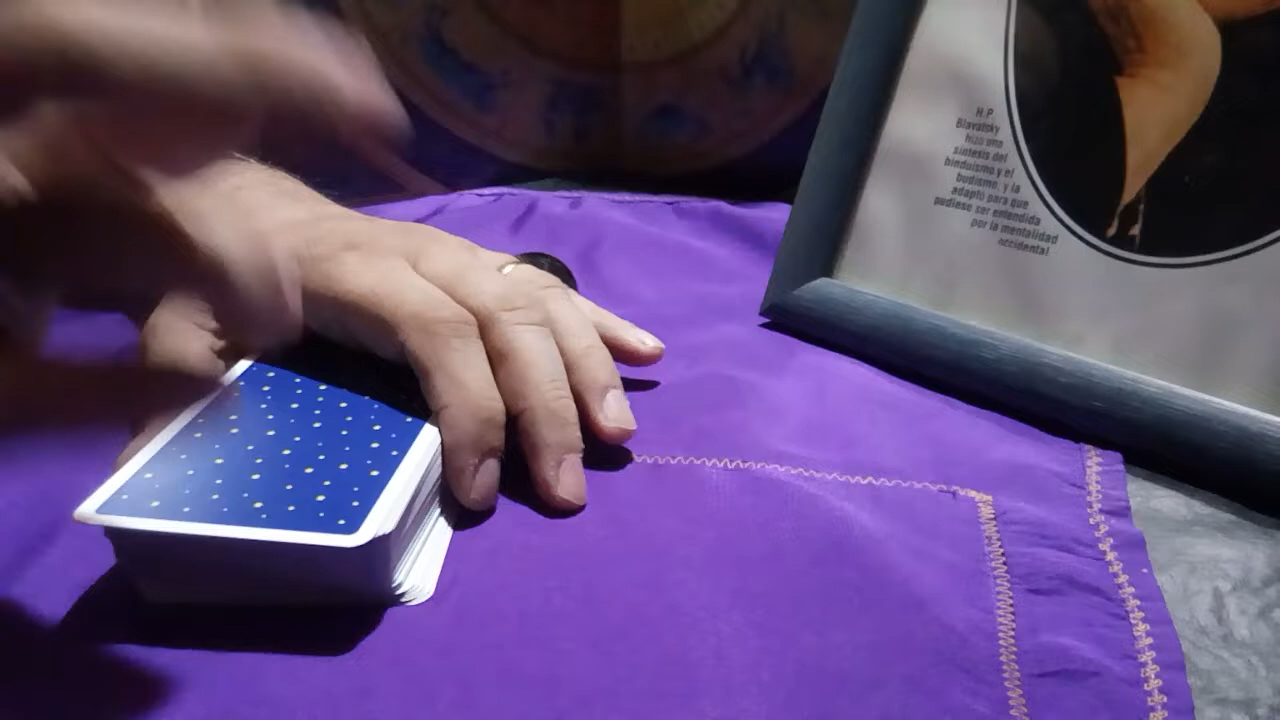 H.P.
Blavatsky
hizo una
síntesis del
hinduismo y el
budismo, y la
adaptó para que
pudiese ser entendida
por la mentalidad
occidental